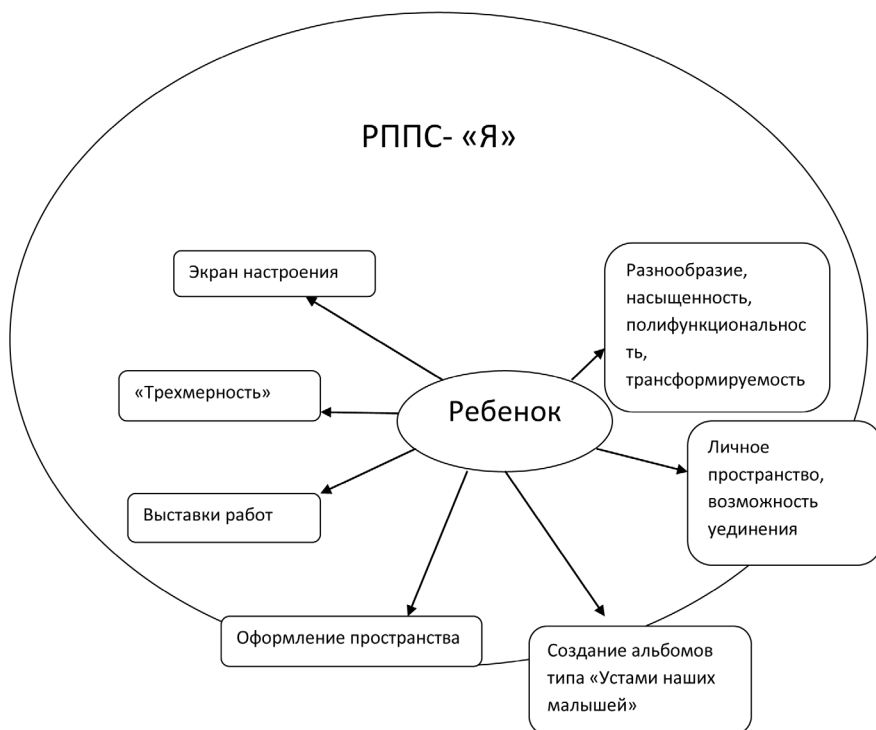 РППС- «Я»
Экран настроения
Разнообразие,
насыщенность,
полифункциональнос
ть,
трансформируемость
«Трехмерность»
Ребенок
Личное
пространство,
возможность
уединения
Выставки работ
Оформление пространства
Создание альбомов
типа «Устами наших
малышей»